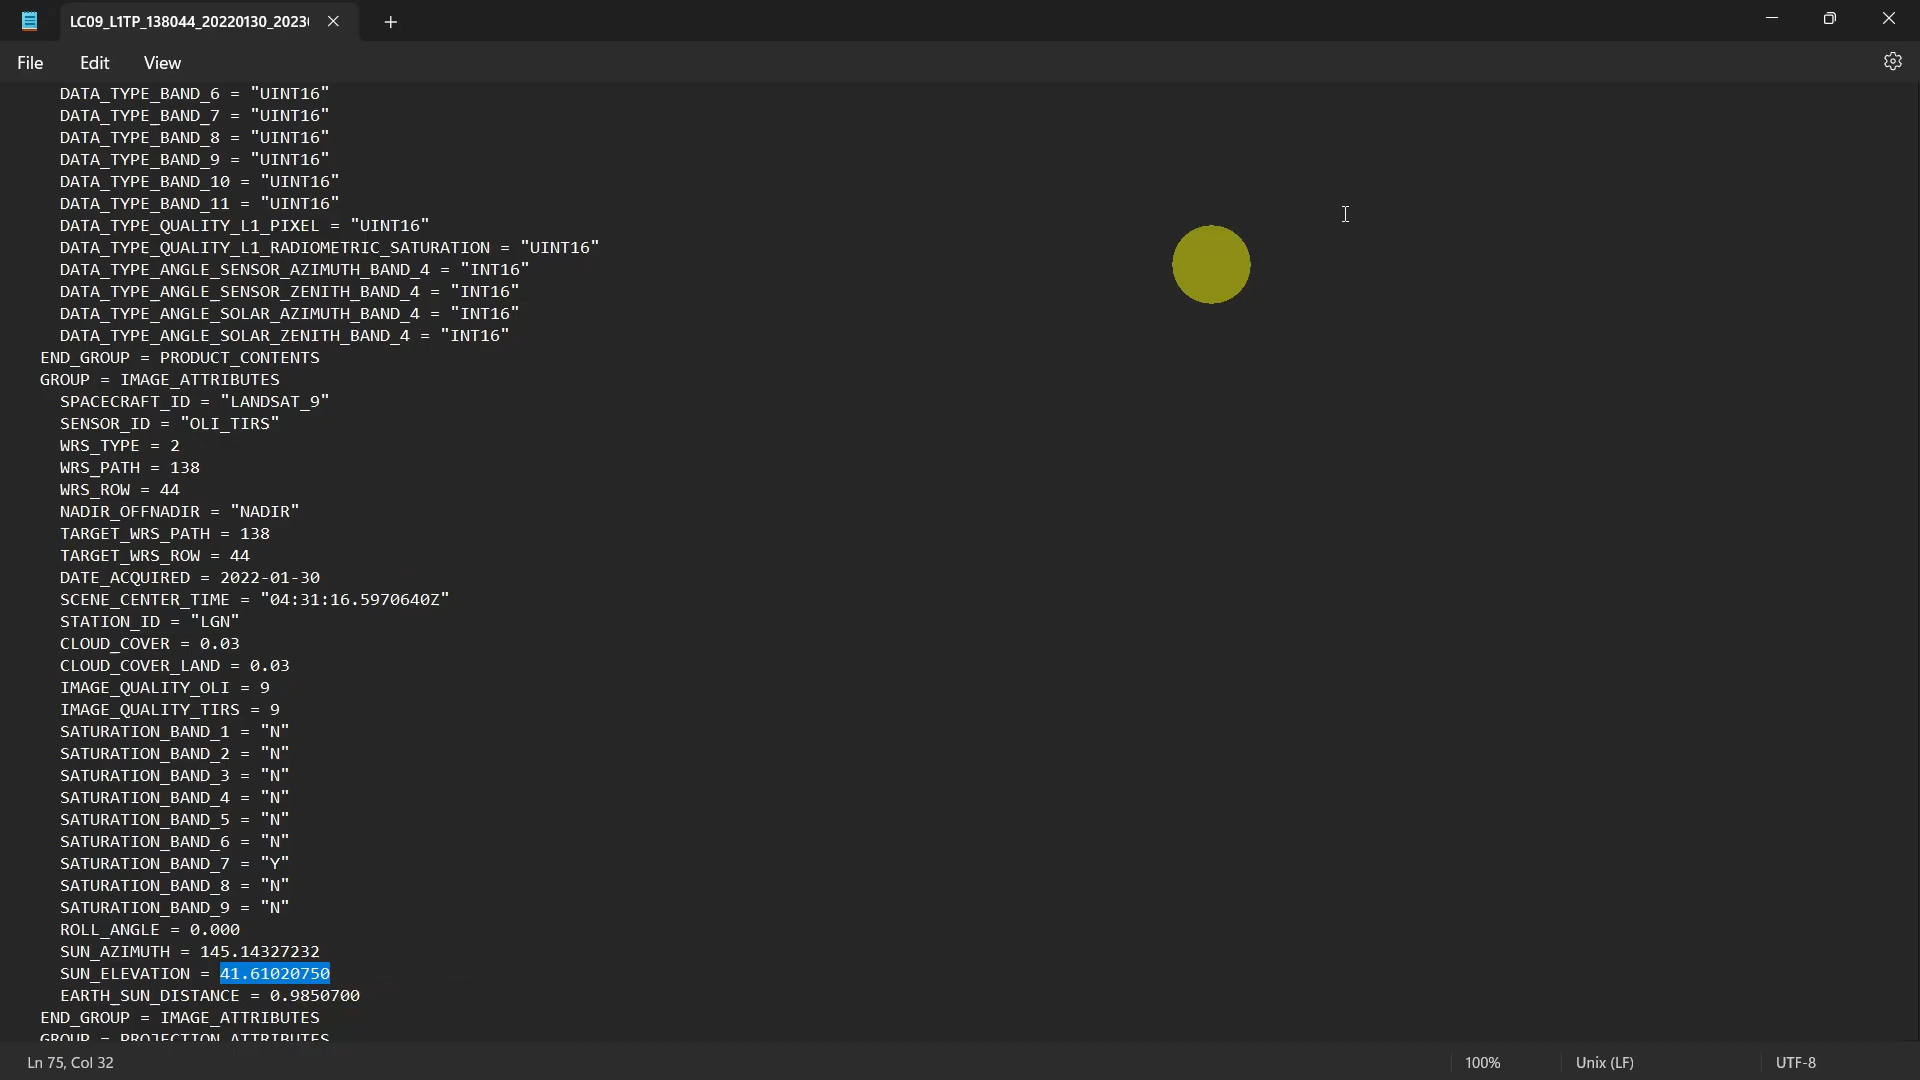 LC09_L1TP_138044_20220130_2023
File Edit View
DATA_TYPE_BAND_6 = "UINT16"
DATA_TYPE_BAND_7 = "UINT16"
DATA_TYPE_BAND_8 = "UINT16"
DATA_TYPE_BAND_9 = "UINT16"
DATA_TYPE_BAND_10 = "UINT16"
DATA_TYPE_BAND_11 = "UINT16"
DATA_TYPE_QUALITY_L1_PIXEL = "UINT16"
DATA_TYPE_QUALITY_L1_RADIOMETRIC_SATURATION = "UINT16"
DATA_TYPE_ANGLE_SENSOR_AZIMUTH_BAND_4 = "INT16"
DATA_TYPE_ANGLE_SENSOR_ZENITH_BAND_4 = "INT16"
DATA_TYPE_ANGLE_SOLAR_AZIMUTH_BAND_4 = "INT16"
DATA_TYPE_ANGLE_SOLAR_ZENITH_BAND_4 = "INT16"
END_GROUP = PRODUCT_CONTENTS
GROUP = IMAGE_ATTRIBUTES
SPACECRAFT_ID = "LANDSAT_9"
SENSOR_ID = "OLI_TIRS"
WRS_TYPE = 2
WRS_PATH = 138
WRS_ROW = 44
NADIR_OFFNADIR = "NADIR"
TARGET_WRS_PATH = 138
TARGET_WRS_ROW = 44
DATE_ACQUIRED = 2022-01-30
SCENE_CENTER_TIME = "04:31:16.5970640Z"
STATION_ID = "LGN"
CLOUD_COVER = 0.03
CLOUD_COVER_LAND = 0.03
IMAGE_QUALITY_OLI = 9
IMAGE_QUALITY_TIRS = 9
SATURATION_BAND_1 = "N"
SATURATION_BAND_2 = "N"
SATURATION_BAND_3 = "N"
SATURATION_BAND_4 = "N"
SATURATION_BAND_5 = "N"
SATURATION_BAND_6 = "N"
SATURATION_BAND_7 = "Y"
SATURATION_BAND_8 = "N"
SATURATION_BAND_9 = "N"
ROLL_ANGLE = 0.000
SUN_AZIMUTH = 145.14327232
SUN_ELEVATION = 41.61020750
EARTH_SUN_DISTANCE = 0.9850700
END_GROUP = IMAGE_ATTRIBUTES
GROUP = PROJECTION_ATTRIBUTES
Ln 75, Col 32 100% Unix (LF) UTF-8